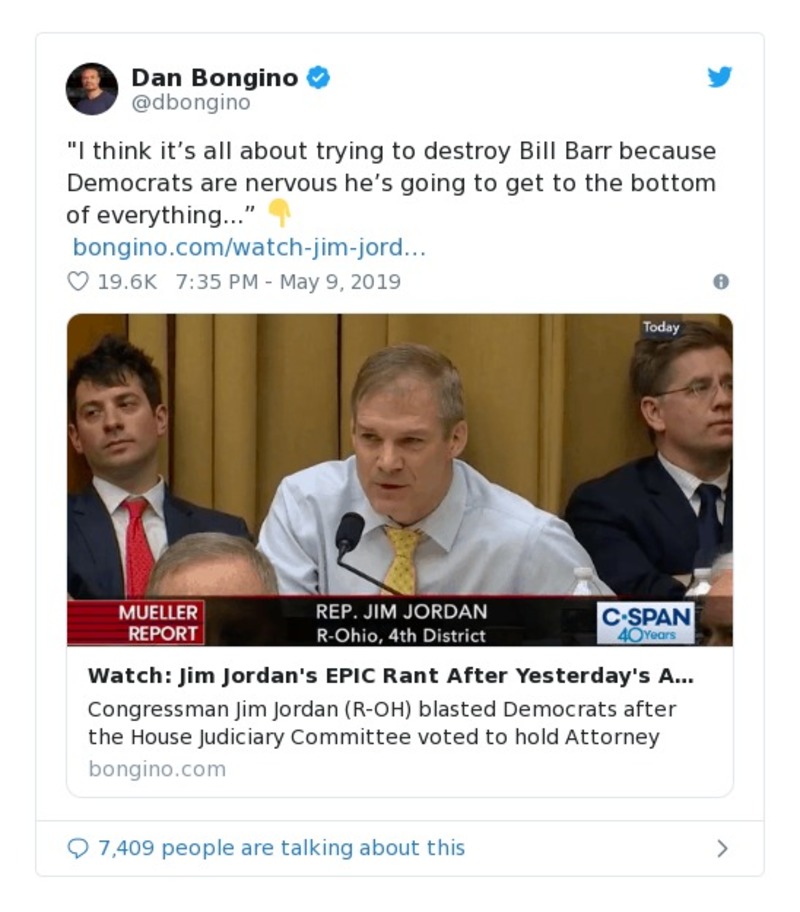 Dan Bongino
@dbongino
"I think it’s all about trying to destroy Bill Barr because
Democrats are nervous he’s going to get to the bottom
of everything...” 👇
bongino.com/watch-jim-jord…
19.6K 7:35 PM - May 9, 2019
Today
MUELLER
REPORT
REP. JIM JORDAN
R-Ohio, 4th District
C-SPAN
40Years
Watch: Jim Jordan's EPIC Rant After Yesterday's A...
Congressman Jim Jordan (R-OH) blasted Democrats after
the House Judiciary Committee voted to hold Attorney
bongino.com
7,409 people are talking about this